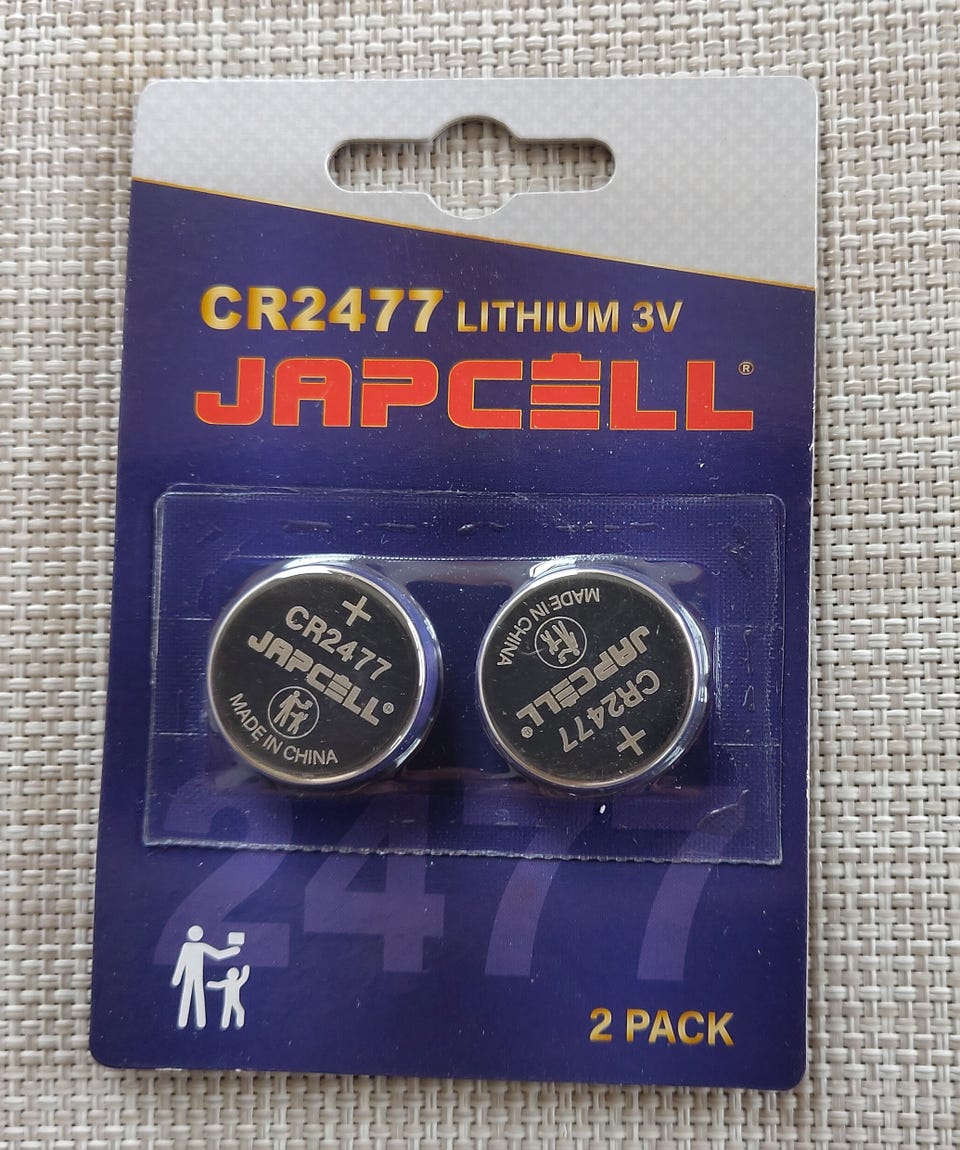 CR2477 LITHIUM 3V
JAPCELL®
+
CR2477
JAPCELL®
MADE IN CHINA
+
CR2477
JAPCELL®
MADE IN CHINA
2477
2 PACK